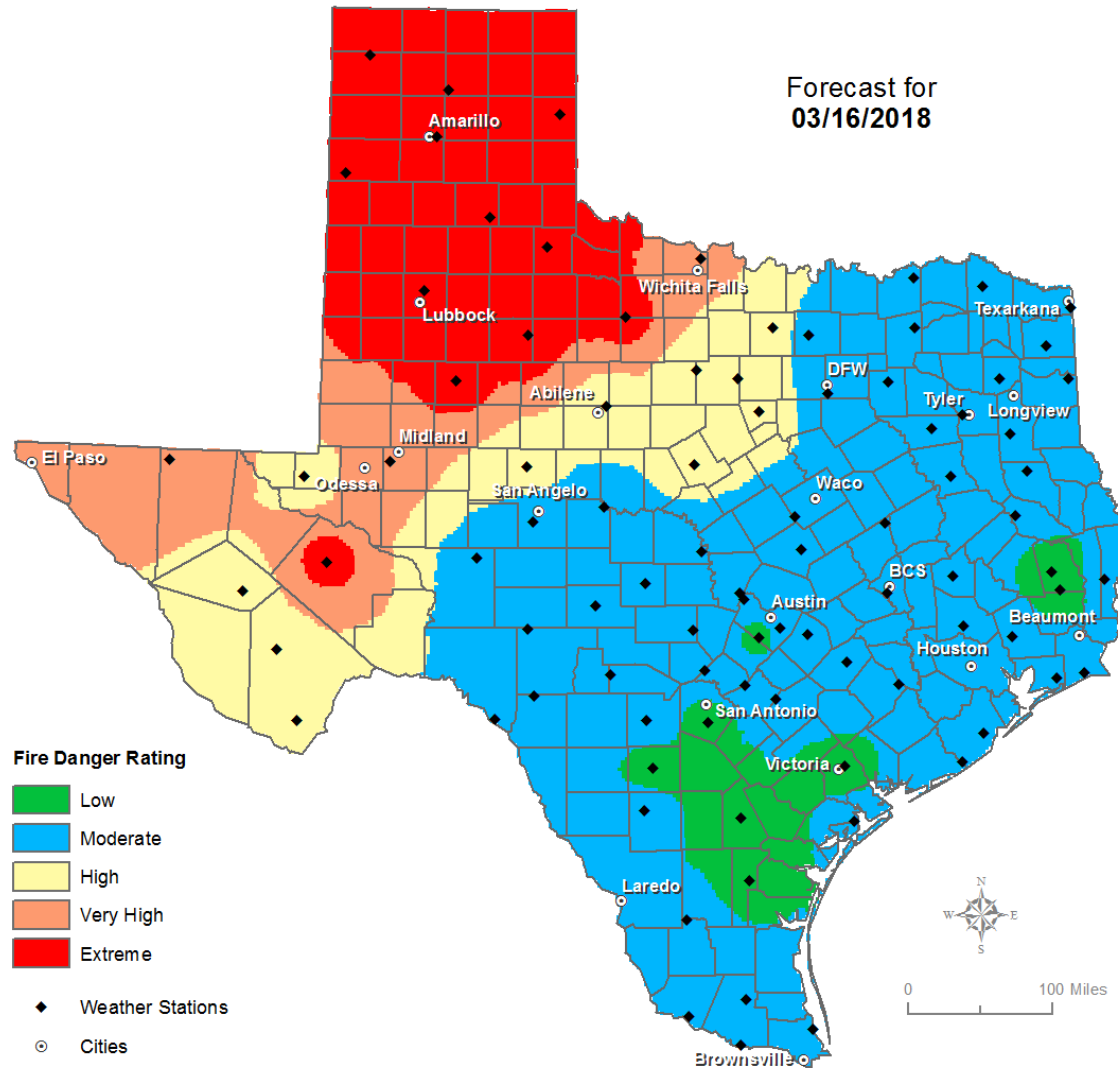 Forecast for
03/16/2018
Amarillo
Wichita Falls
Lubbock
Texarkana
DFW
Abilene
Tyler
Longview
Midland
El Paso
Odessa
San Angelo
Waco
BCS
Austin
Beaumont
Houston
San Antonio
Victoria
Laredo
Brownsville
Fire Danger Rating
Low
Moderate
High
Very High
Extreme
Weather Stations
Cities
N
W
E
S
0
100 Miles